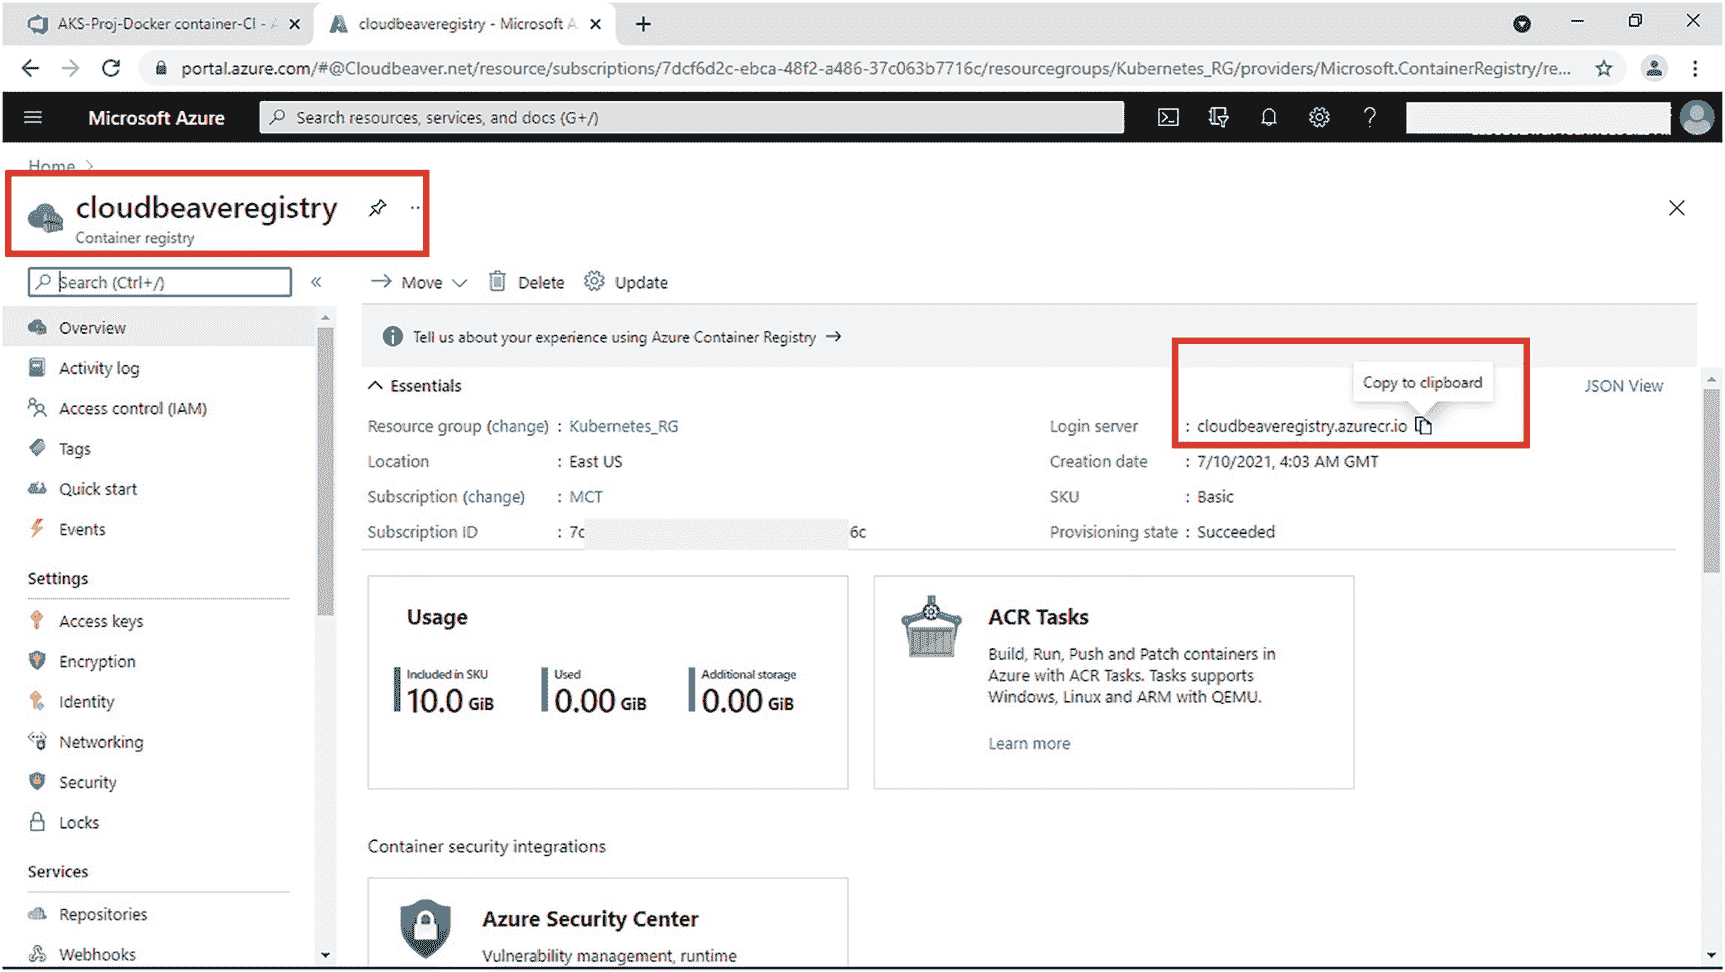 AKS-Proj-Docker container-CI - A
cloudbeaveregistry - Microsoft A
portal.azure.com/#@Cloudbeaver.net/resource/subscriptions/7dcf6d2c-ebca-48f2-a486-37c063b7716c/resourcegroups/Kubernetes_RG/providers/Microsoft.ContainerRegistry/re...
Microsoft Azure
Search resources, services, and docs (G+/)
Home
cloudbeaveregistry
Container registry
Search (Ctrl+/)
«
Move
Delete
Update
Overview
Activity log
Access control (IAM)
Tags
Quick start
Events
Settings
Access keys
Encryption
Identity
Networking
Security
Locks
Services
Repositories
Webhooks
Tell us about your experience using Azure Container Registry →
Essentials
Copy to clipboard
JSON View
Resource group (change) : Kubernetes_RG
Location : East US
Subscription (change) : MCT
Subscription ID : 7c 6c
Login server : cloudbeaveregistry.azurecr.io
Creation date : 7/10/2021, 4:03 AM GMT
SKU : Basic
Provisioning state : Succeeded
Usage
Included in SKU
10.0 GiB
Used
0.00 GiB
Additional storage
0.00 GiB
ACR Tasks
Build, Run, Push and Patch containers in
Azure with ACR Tasks. Tasks supports
Windows, Linux and ARM with QEMU.
Learn more
Container security integrations
Azure Security Center
Vulnerability management, runtime